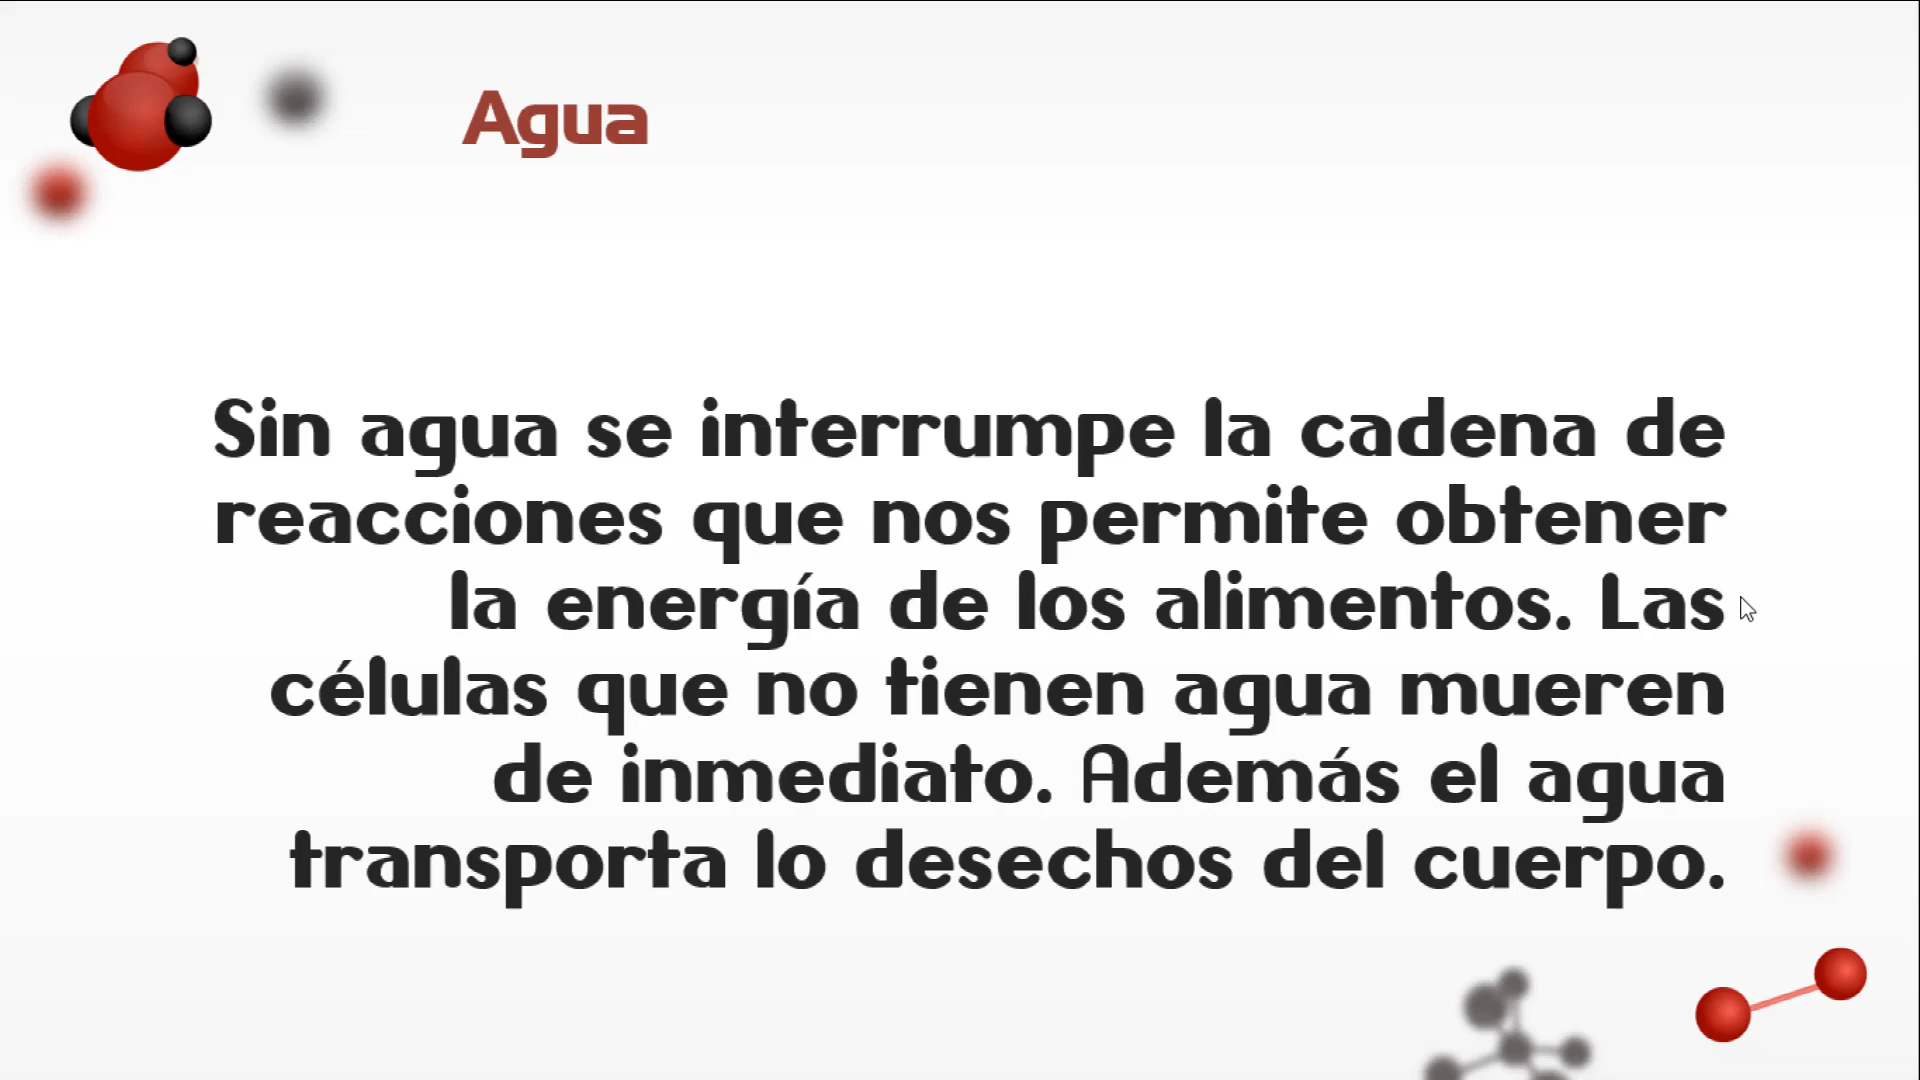 Agua
Sin agua se interrumpe la cadena de
reacciones que nos permite obtener
la energía de los alimentos. Las
células que no tienen agua mueren
de inmediato. Además el agua
transporta lo desechos del cuerpo.